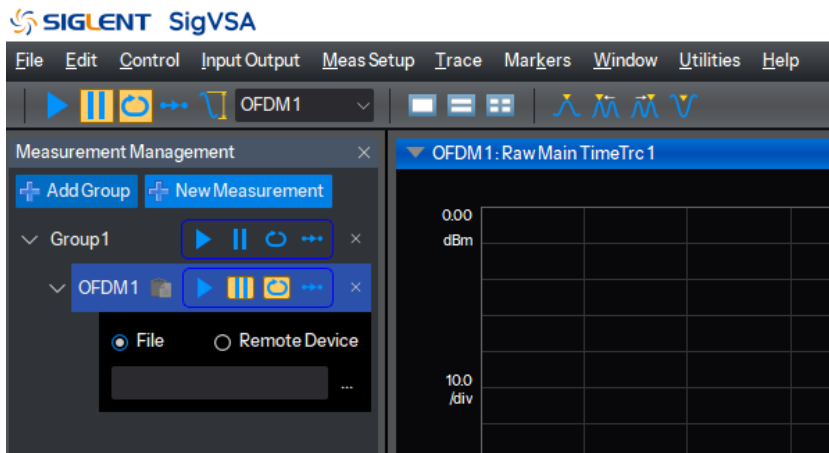 SIGLENT SigVSA
File Edit Control Input Output Meas Setup Trace Markers Window Utilities Help
OFDM1
Measurement Management
OFDM1: Raw Main TimeTrc1
Add Group New Measurement
Group1
OFDM1
File Remote Device
...
0.00
dBm
10.0
/div